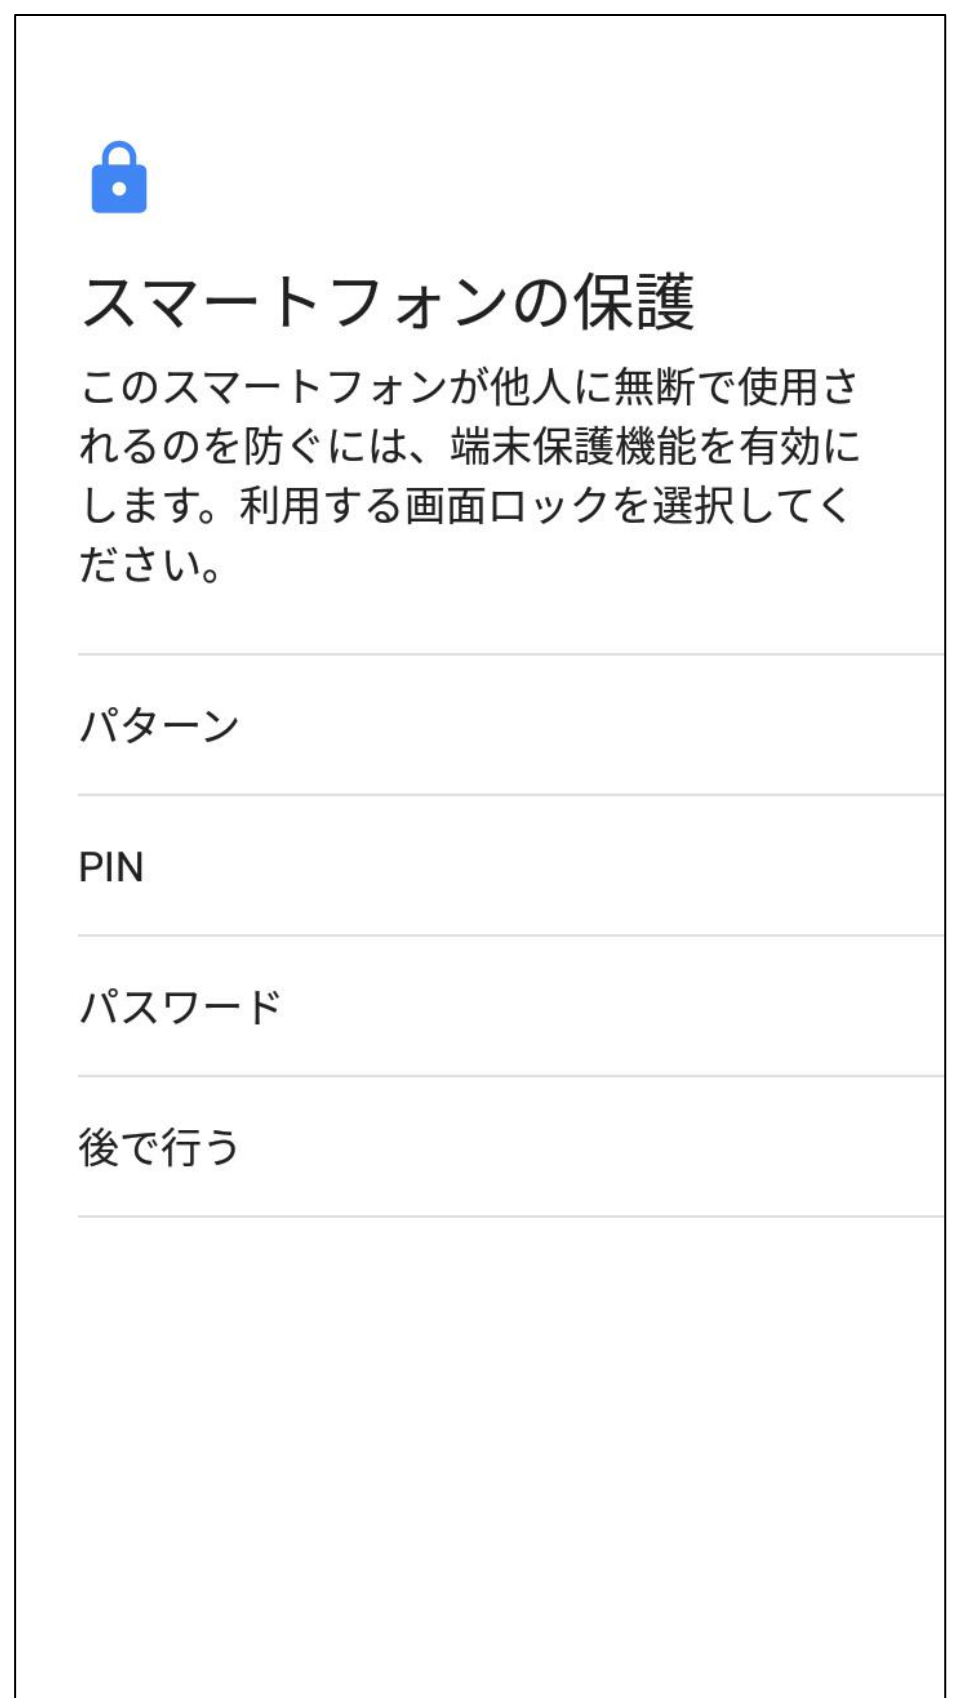 スマートフォンの保護
このスマートフォンが他人に無断で使用さ
れるのを防ぐには、端末保護機能を有効に
します。利用する画面ロックを選択してく
ださい。
パターン
PIN
パスワード
後で行う